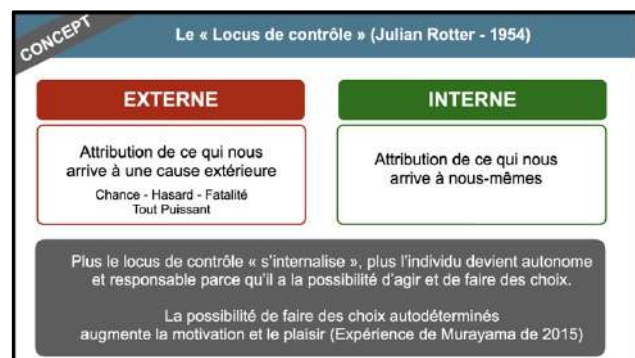 CONCEPT
Le « Locus de contrôle » (Julian Rotter - 1954)
EXTERNE
Attribution de ce qui nous
arrive à une cause extérieure
Chance - Hasard - Fatalité
Tout Puissant
INTERNE
Attribution de ce qui nous
arrive à nous-mêmes
Plus le locus de contrôle « s'internalise », plus l'individu devient autonome
et responsable parce qu'il a la possibilité d'agir et de faire des choix.
La possibilité de faire des choix autodéterminés
augmente la motivation et le plaisir (Expérience de Murayama de 2015)